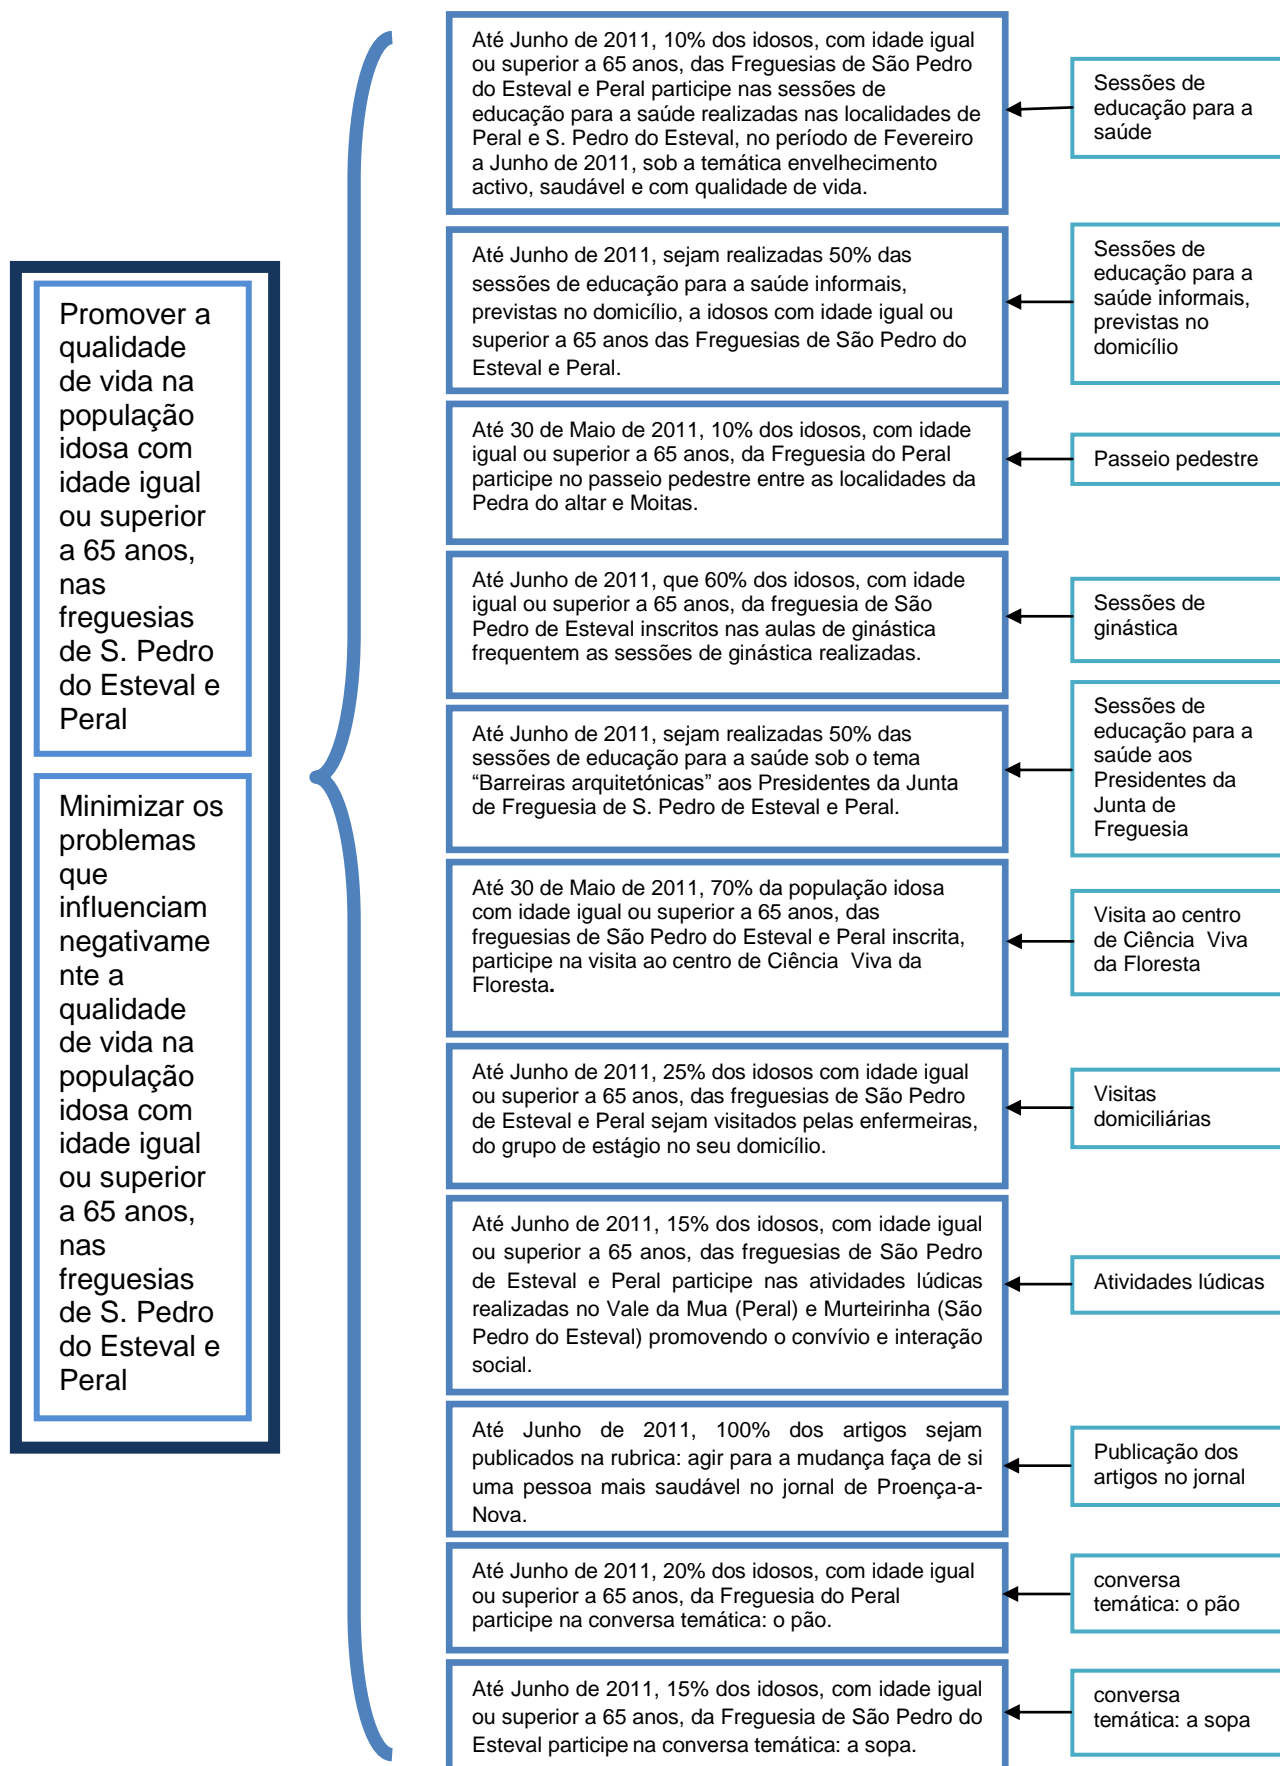 Promover a
qualidade
de vida na
população
idosa com
idade igual
ou superior
a 65 anos,
nas
freguesias
de S. Pedro
do Esteval e
Peral
Minimizar os
problemas
que
influenciam
negativame
nte a
qualidade
de vida na
população
idosa com
idade igual
ou superior
a 65 anos,
nas
freguesias
de S. Pedro
do Esteval e
Peral
Até Junho de 2011, 10% dos idosos, com idade igual
ou superior a 65 anos, das Freguesias de São Pedro
do Esteval e Peral participe nas sessões de
educação para a saúde realizadas nas localidades de
Peral e S. Pedro do Esteval, no período de Fevereiro
a Junho de 2011, sob a temática envelhecimento
activo, saudável e com qualidade de vida.
Sessões de
educação para a
saúde
Até Junho de 2011, sejam realizadas 50% das
sessões de educação para a saúde informais,
previstas no domicílio, a idosos com idade igual ou
superior a 65 anos das Freguesias de São Pedro do
Esteval e Peral.
Sessões de
educação para a
saúde informais,
previstas no
domicílio
Até 30 de Maio de 2011, 10% dos idosos, com idade
igual ou superior a 65 anos, da Freguesia do Peral
participe no passeio pedestre entre as localidades da
Pedra do altar e Moitas.
Passeio pedestre
Até Junho de 2011, que 60% dos idosos, com idade
igual ou superior a 65 anos, da freguesia de São
Pedro de Esteval inscritos nas aulas de ginástica
frequentem as sessões de ginástica realizadas.
Sessões de
ginástica
Até Junho de 2011, sejam realizadas 50% das
sessões de educação para a saúde sob o tema
“Barreiras arquitetónicas” aos Presidentes da Junta
de Freguesia de S. Pedro de Esteval e Peral.
Sessões de
educação para a
saúde aos
Presidentes da
Junta de
Freguesia
Até 30 de Maio de 2011, 70% da população idosa
com idade igual ou superior a 65 anos, das
freguesias de São Pedro do Esteval e Peral inscrita,
participe na visita ao centro de Ciência Viva da
Floresta.
Visita ao centro
de Ciência Viva
da Floresta
Até Junho de 2011, 25% dos idosos com idade igual
ou superior a 65 anos, das freguesias de São Pedro
de Esteval e Peral sejam visitados pelas enfermeiras,
do grupo de estágio no seu domicílio.
Visitas
domiciliárias
Até Junho de 2011, 15% dos idosos, com idade igual
ou superior a 65 anos, das freguesias de São Pedro
de Esteval e Peral participe nas atividades lúdicas
realizadas no Vale da Mua (Peral) e Murteirinha (São
Pedro do Esteval) promovendo o convívio e interação
social.
Atividades lúdicas
Até Junho de 2011, 100% dos artigos sejam
publicados na rubrica: agir para a mudança faça de si
uma pessoa mais saudável no jornal de Proença-a-
Nova.
Publicação dos
artigos no jornal
Até Junho de 2011, 20% dos idosos, com idade igual
ou superior a 65 anos, da Freguesia do Peral
participe na conversa temática: o pão.
conversa
temática: o pão
Até Junho de 2011, 15% dos idosos, com idade igual
ou superior a 65 anos, da Freguesia de São Pedro do
Esteval participe na conversa temática: a sopa.
conversa
temática: a sopa